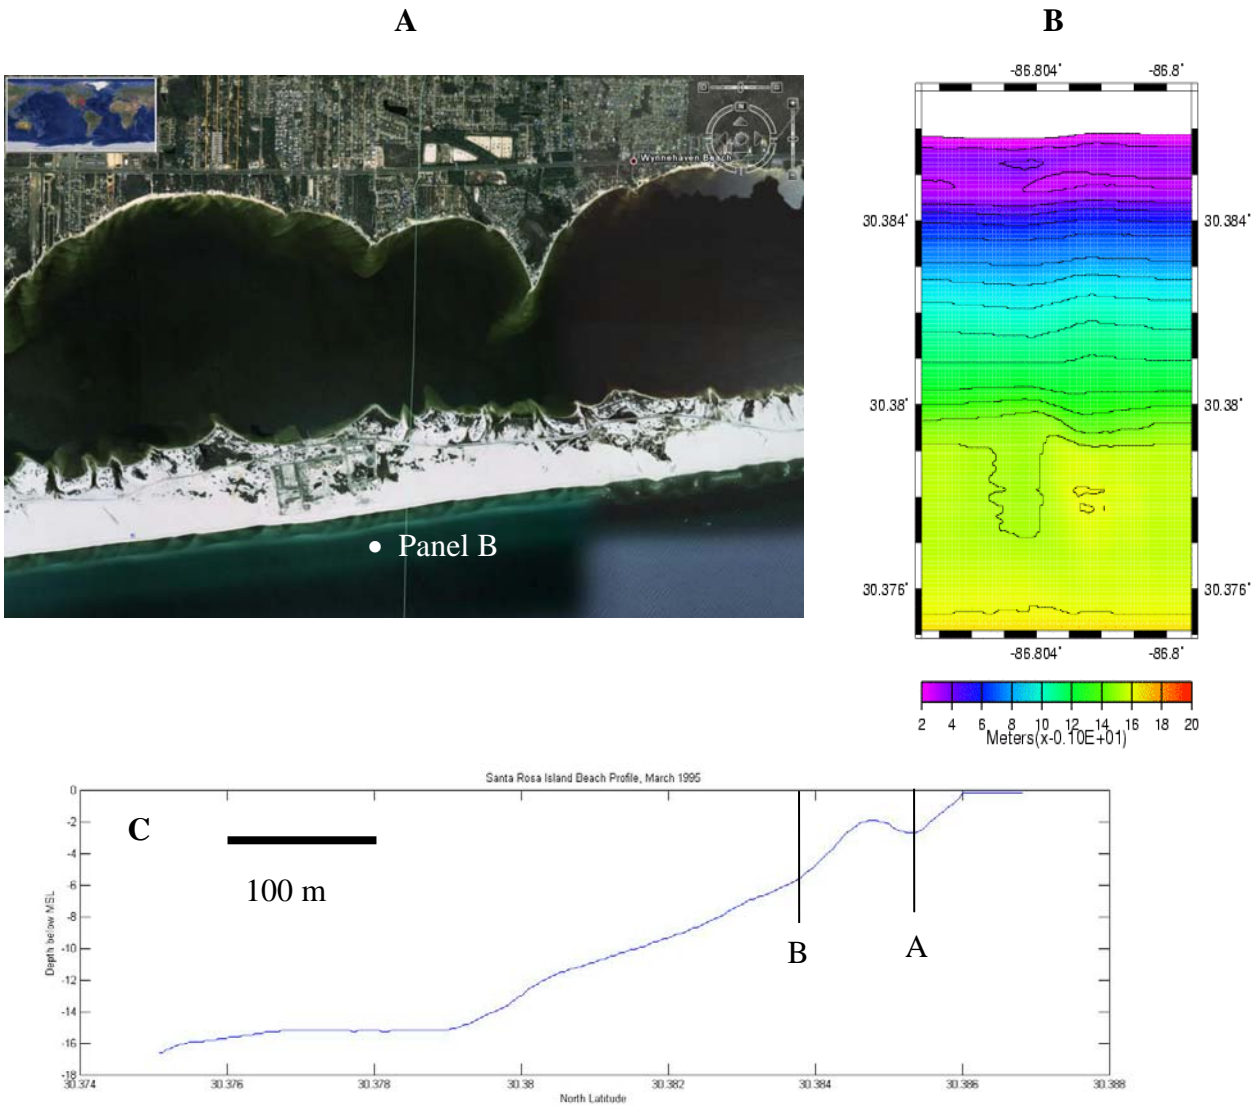 A
B
Wynnehaven Beach
N
Panel B
-86.804° -86.8°
30.384° 30.384°
30.38° 30.38°
30.376° 30.376°
-86.804° -86.8°
2 4 6 8 10 12 14 16 18 20
Meters(x-0.10E+01)
Santa Rosa Island Beach Profile, March 1995
C
100 m
B
A
Depth below MSL
0
-2
-4
-6
-8
-10
-12
-14
-16
-18
30.374 30.376 30.378 30.38 30.382 30.384 30.386 30.388
North Latitude